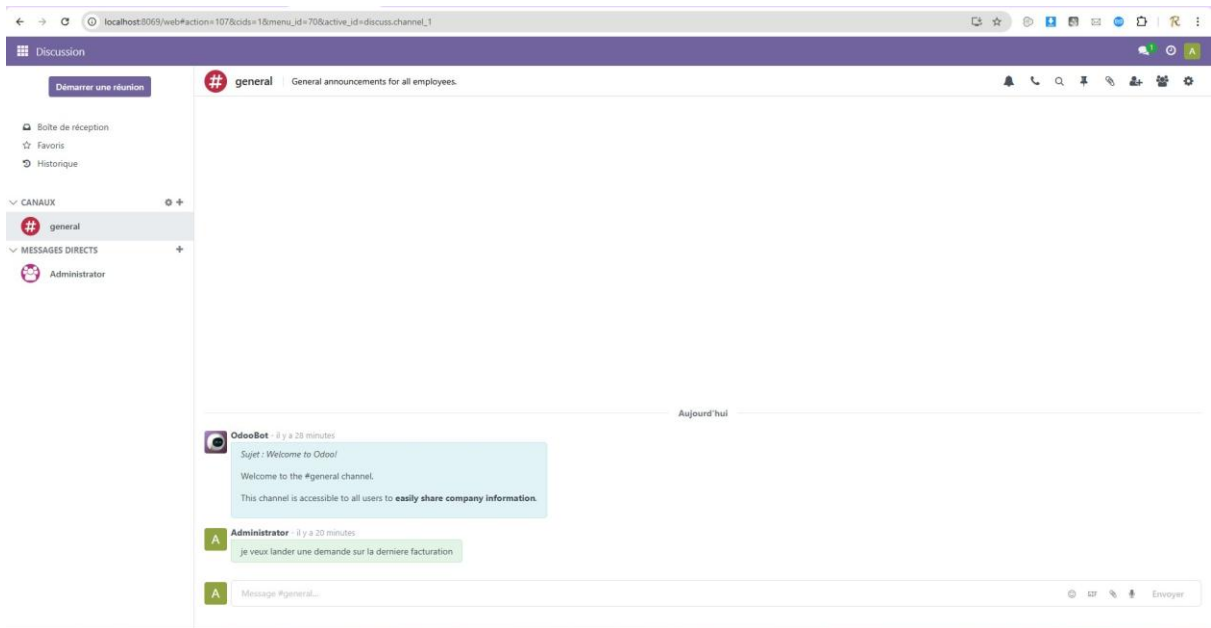 localhost:8069/web#action=107&cids=1&menu_id=70&active_id=discuss.channel_1
Discussion
1
A
Démarrer une réunion
# general
General announcements for all employees.
Boîte de réception
Favoris
Historique
CANAUX
# general
MESSAGES DIRECTS
Administrator
Aujourd'hui
OdooBot - il y a 28 minutes
Sujet : Welcome to Odoo!
Welcome to the #general channel.
This channel is accessible to all users to easily share company information.
A
Administrator - il y a 20 minutes
je veux lander une demande sur la derniere facturation
A
Message #general...
GIF
Envoyer